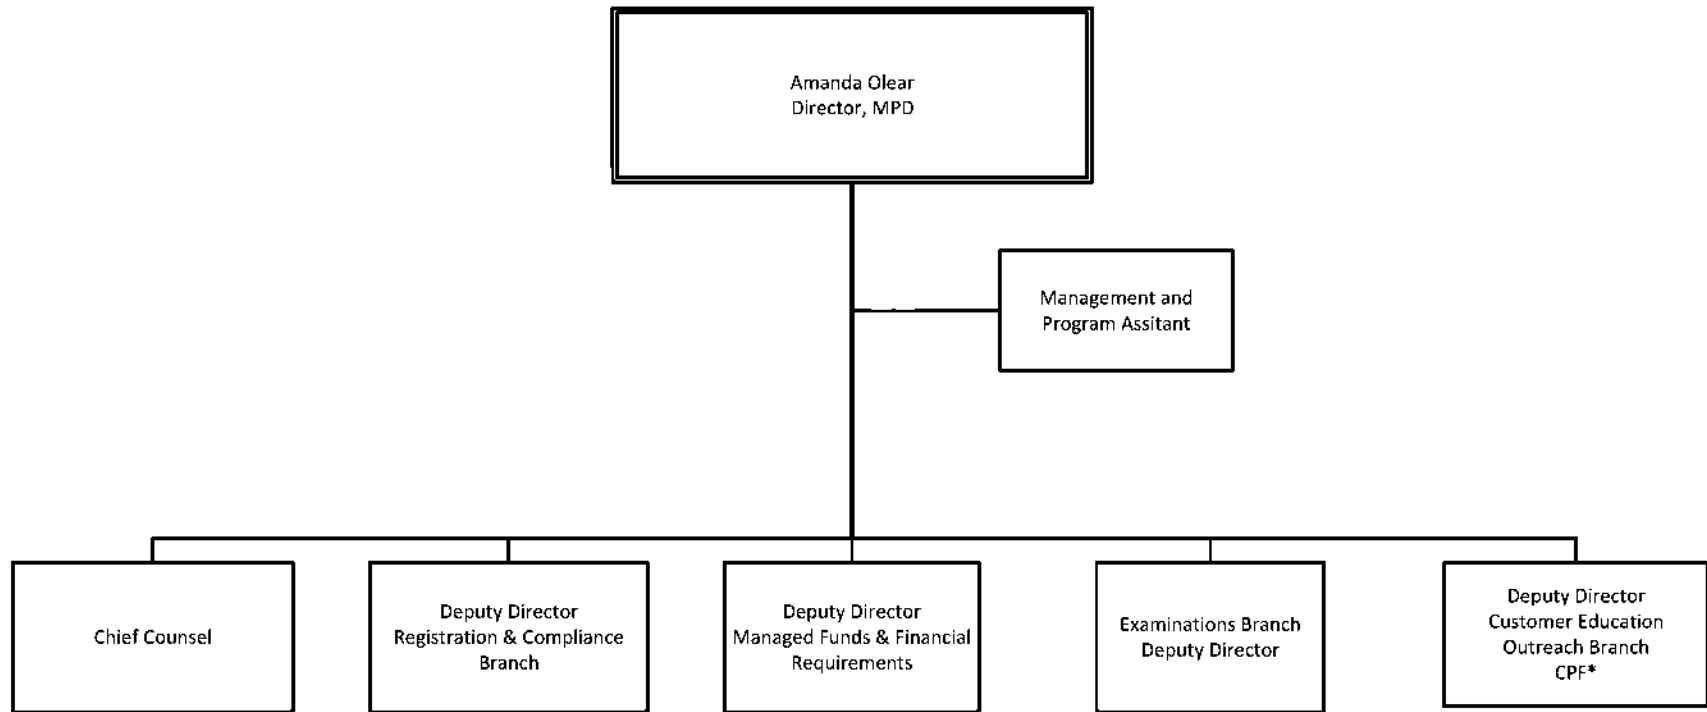 Amanda Olear
Director, MPD
Management and
Program Assitant
Chief Counsel
Deputy Director
Registration & Compliance
Branch
Deputy Director
Managed Funds & Financial
Requirements
Examinations Branch
Deputy Director
Deputy Director
Customer Education
Outreach Branch
CPF*